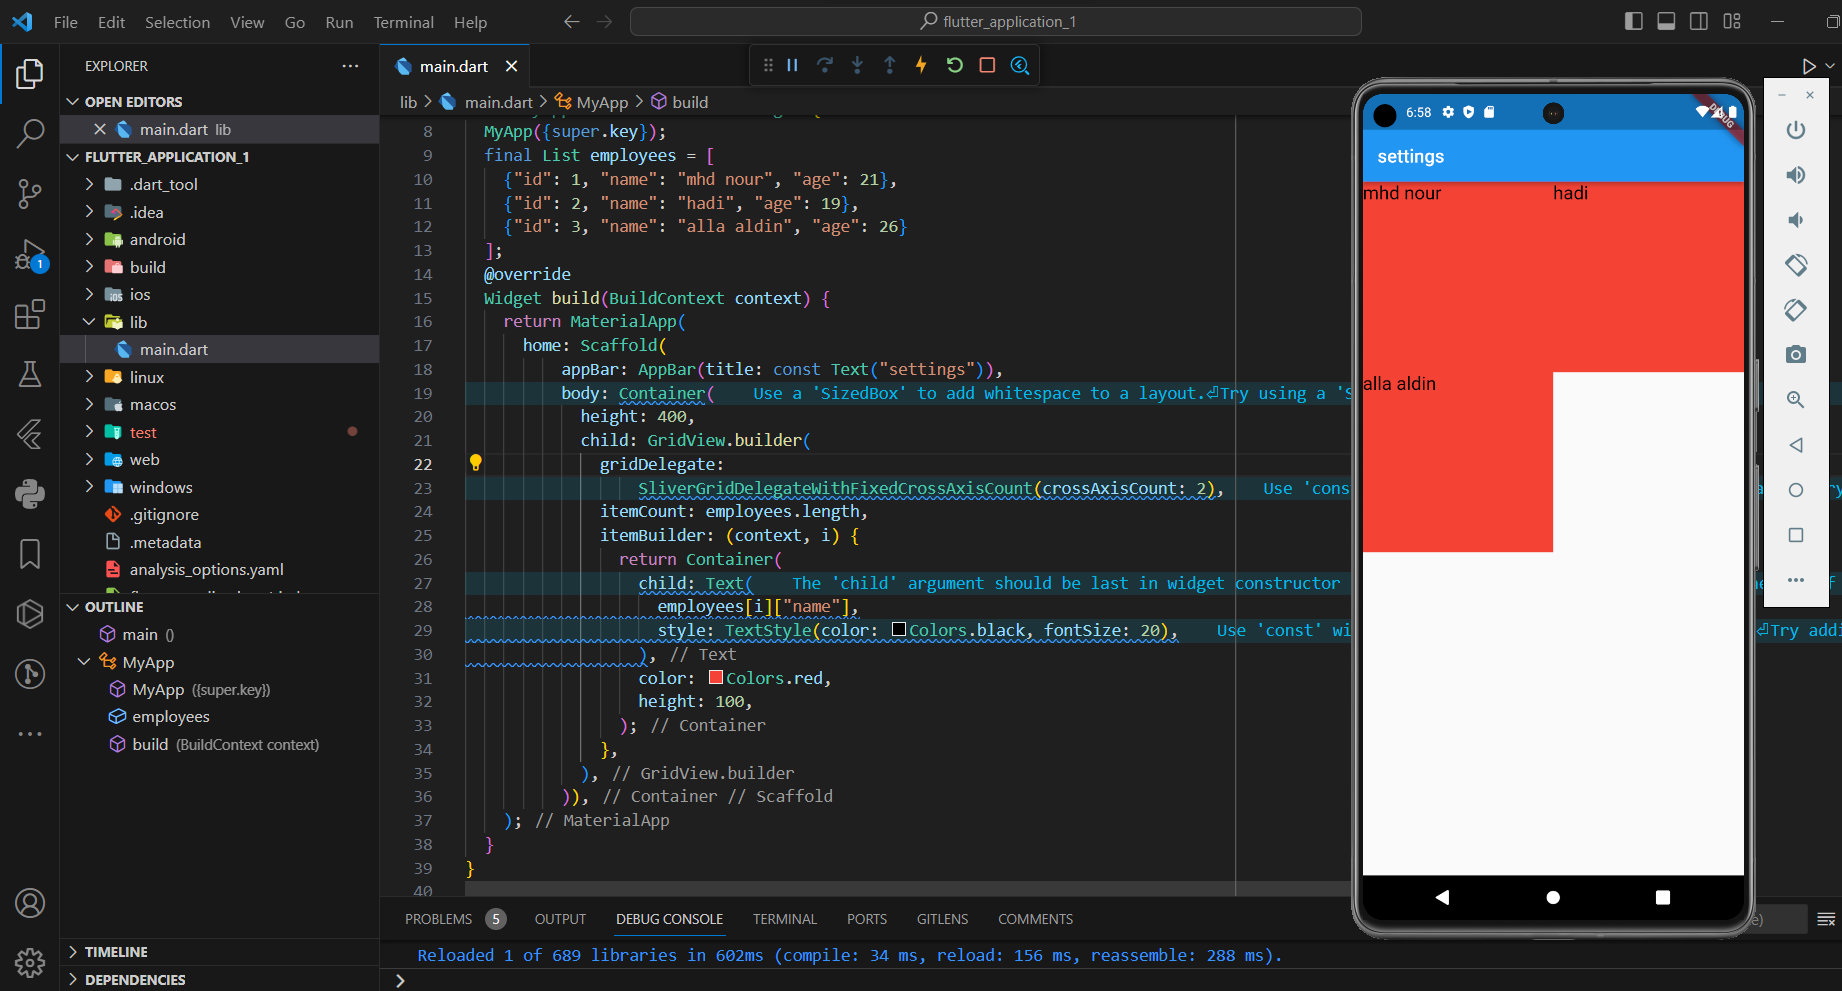 File Edit Selection View Go Run Terminal Help
flutter_application_1
EXPLORER
OPEN EDITORS
main.dart lib
FLUTTER_APPLICATION_1
.dart_tool
.idea
android
build
ios
lib
main.dart
linux
macos
test
web
windows
.gitignore
.metadata
analysis_options.yaml
OUTLINE
main ()
MyApp
MyApp ({super.key})
employees
build (BuildContext context)
TIMELINE
DEPENDENCIES
1
main.dart
lib > main.dart > MyApp > build
8 MyApp({super.key});
9 final List employees = [
10 {"id": 1, "name": "mhd nour", "age": 21},
11 {"id": 2, "name": "hadi", "age": 19},
12 {"id": 3, "name": "alla aldin", "age": 26}
13 ];
14 @override
15 Widget build(BuildContext context) {
16 return MaterialApp(
17 home: Scaffold(
18 appBar: AppBar(title: const Text("settings")),
19 body: Container( Use a 'SizedBox' to add whitespace to a layout.⏎Try using a 'S
20 height: 400,
21 child: GridView.builder(
22 gridDelegate:
23 SliverGridDelegateWithFixedCrossAxisCount(crossAxisCount: 2), Use 'cons
24 itemCount: employees.length,
25 itemBuilder: (context, i) {
26 return Container(
27 child: Text( The 'child' argument should be last in widget constructor
28 employees[i]["name"],
29 style: TextStyle(color: Colors.black, fontSize: 20), Use 'const' wi
⏎Try addi
30 ), // Text
31 color: Colors.red,
32 height: 100,
33 ); // Container
34 },
35 ), // GridView.builder
36 )), // Container // Scaffold
37 ); // MaterialApp
38 }
39 }
40
PROBLEMS 5 OUTPUT DEBUG CONSOLE TERMINAL PORTS GITLENS COMMENTS
Reloaded 1 of 689 libraries in 602ms (compile: 34 ms, reload: 156 ms, reassemble: 288 ms).
6:58
DEBUG
settings
mhd nour hadi
alla aldin